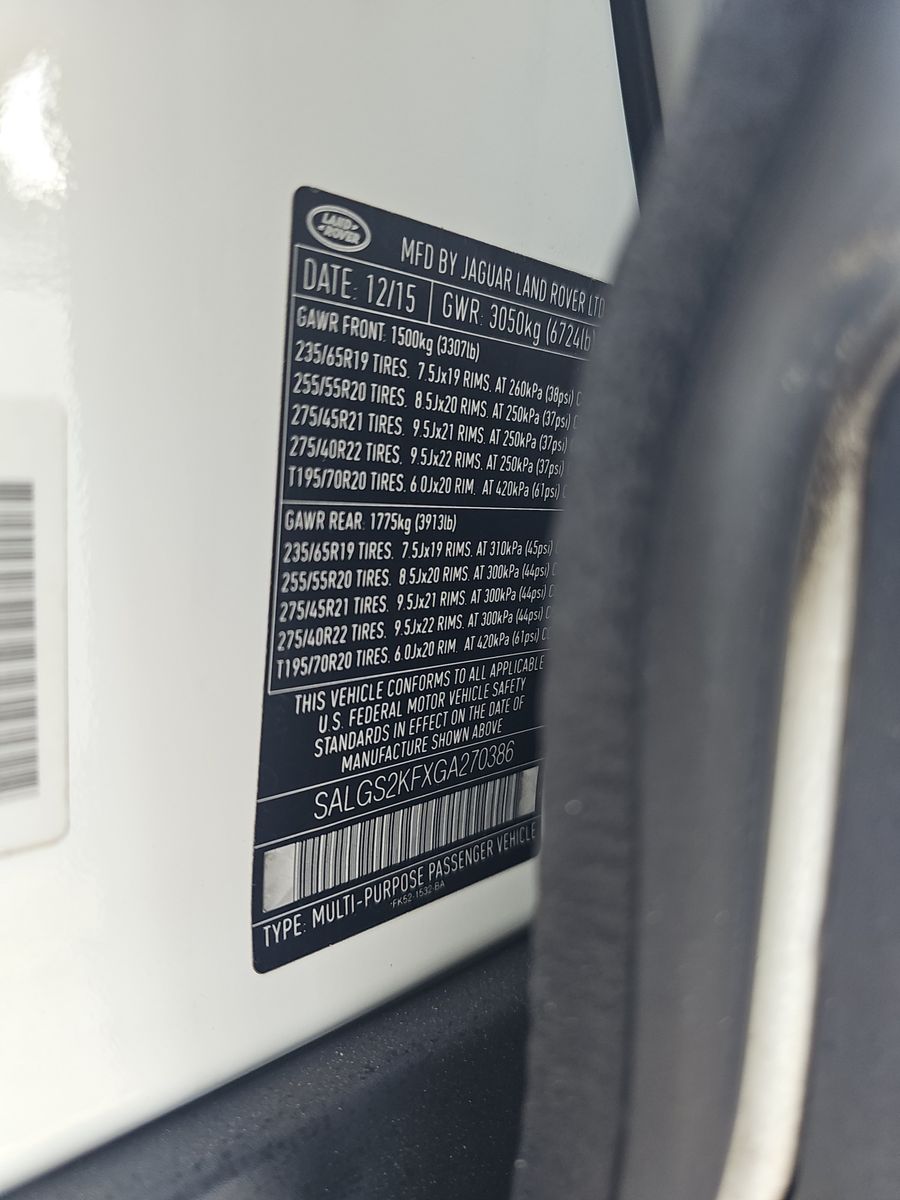 LAND ROVER
MFD BY JAGUAR LAND ROVER LTD
DATE: 12/15 GWR: 3050kg (6724lb
GAWR FRONT: 1500kg (3307lb)
235/65R19 TIRES. 7.5Jx19 RIMS. AT 260kPa (38psi) C
255/55R20 TIRES. 8.5Jx20 RIMS. AT 250kPa (37psi) C
275/45R21 TIRES. 9.5Jx21 RIMS. AT 250kPa (37psi)
275/40R22 TIRES. 9.5Jx22 RIMS. AT 250kPa (37psi)
T195/70R20 TIRES. 6.0Jx20 RIM. AT 420kPa (61psi) C
GAWR REAR: 1775kg (3913lb)
235/65R19 TIRES. 7.5Jx19 RIMS. AT 310kPa (45psi) C
255/55R20 TIRES. 8.5Jx20 RIMS. AT 300kPa (44psi) C
275/45R21 TIRES. 9.5Jx21 RIMS. AT 300kPa (44psi) C
275/40R22 TIRES. 9.5Jx22 RIMS. AT 300kPa (44psi) C
T195/70R20 TIRES. 6.0Jx20 RIM. AT 420kPa (61psi) CO
THIS VEHICLE CONFORMS TO ALL APPLICABLE
U.S. FEDERAL MOTOR VEHICLE SAFETY
STANDARDS IN EFFECT ON THE DATE OF
MANUFACTURE SHOWN ABOVE
SALGS2KFXGA270386
TYPE: MULTI-PURPOSE PASSENGER VEHICLE
*FK52-1532-BA